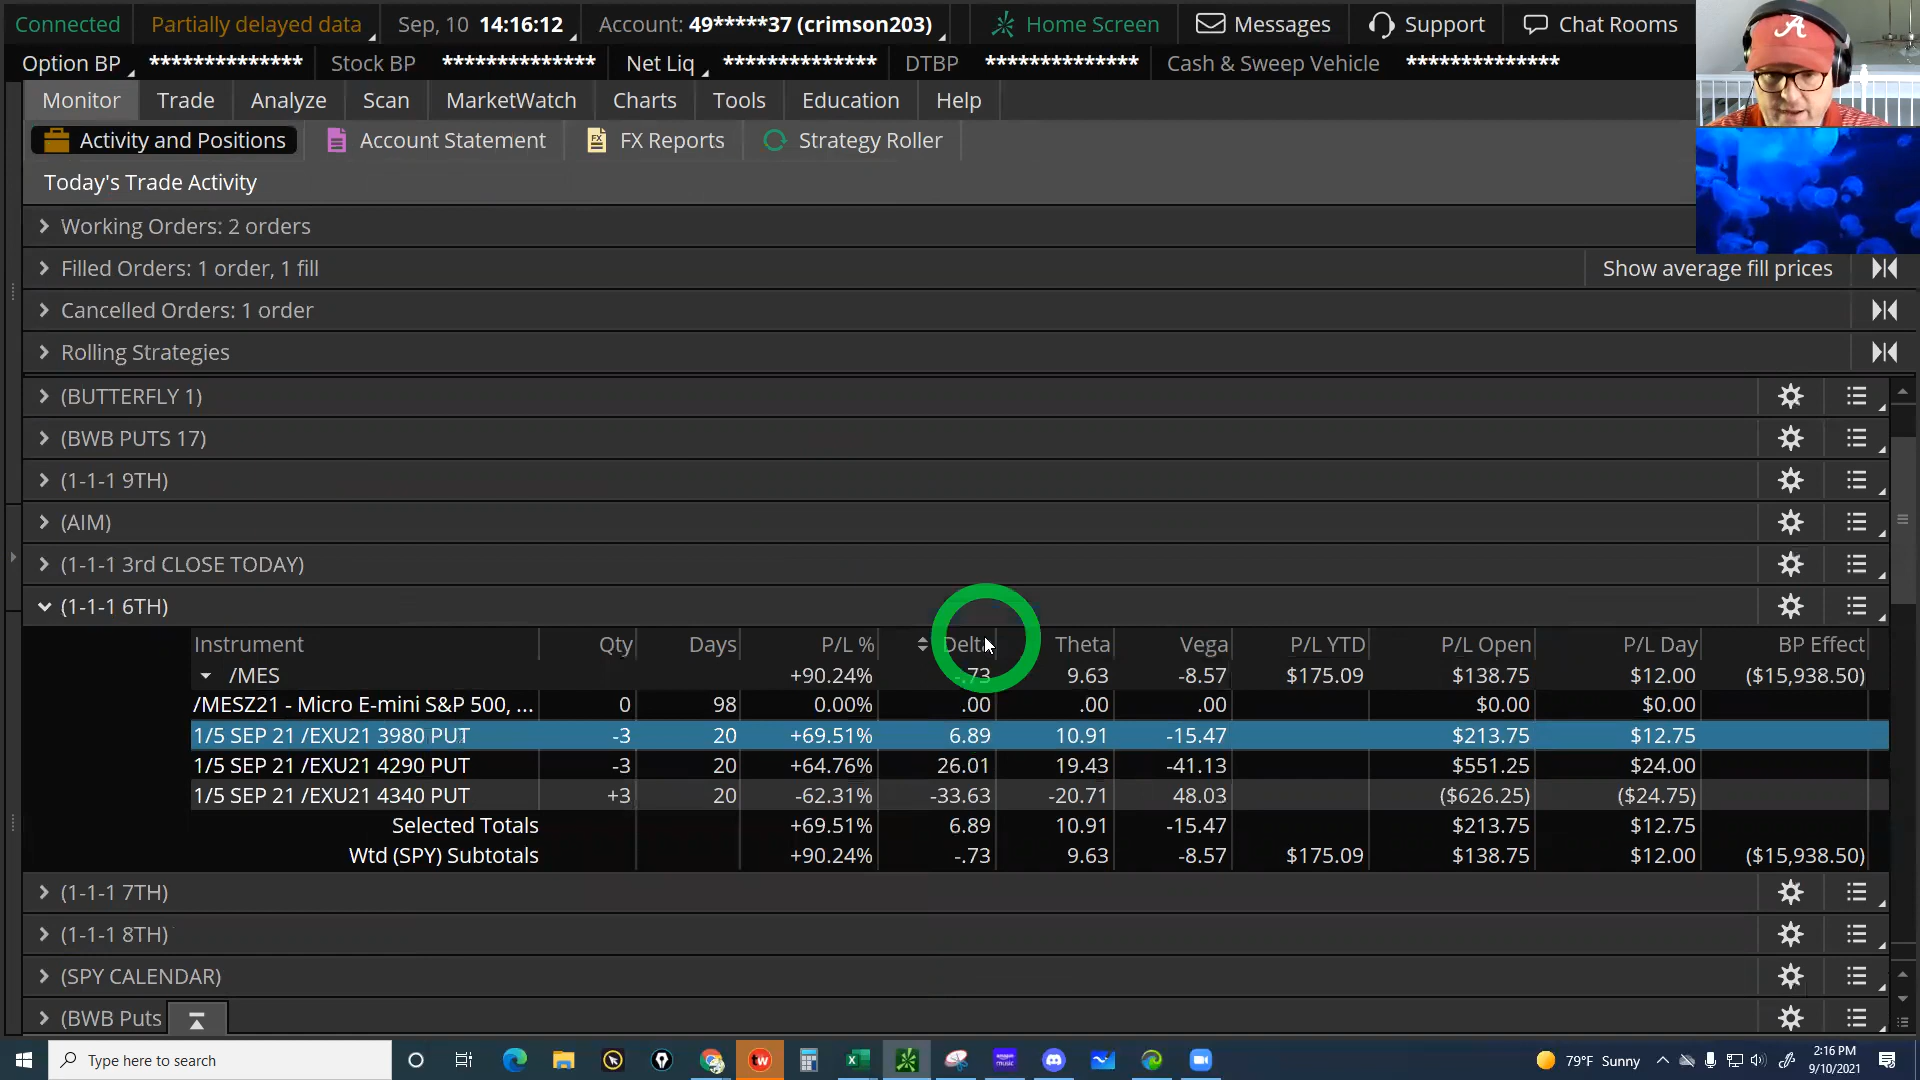 Connected Partially delayed data Sep, 10 14:16:12 Account: 49*****37 (crimson203) Home Screen Messages Support Chat Rooms
Option BP ************** Stock BP ************** Net Liq ************** DTBP ************** Cash & Sweep Vehicle **************
Monitor Trade Analyze Scan MarketWatch Charts Tools Education Help
Activity and Positions Account Statement FX FX Reports Strategy Roller
Today's Trade Activity
Working Orders: 2 orders
Filled Orders: 1 order, 1 fill Show average fill prices
Cancelled Orders: 1 order
Rolling Strategies
(BUTTERFLY 1)
(BWB PUTS 17)
(1-1-1 9TH)
(AIM)
(1-1-1 3rd CLOSE TODAY)
(1-1-1 6TH)
Instrument Qty Days P/L % Delta Theta Vega P/L YTD P/L Open P/L Day BP Effect
/MES +90.24% -.73 9.63 -8.57 $175.09 $138.75 $12.00 ($15,938.50)
/MESZ21 - Micro E-mini S&P 500, ... 0 98 0.00% .00 .00 .00 $0.00 $0.00
1/5 SEP 21 /EXU21 3980 PUT -3 20 +69.51% 6.89 10.91 -15.47 $213.75 $12.75
1/5 SEP 21 /EXU21 4290 PUT -3 20 +64.76% 26.01 19.43 -41.13 $551.25 $24.00
1/5 SEP 21 /EXU21 4340 PUT +3 20 -62.31% -33.63 -20.71 48.03 ($626.25) ($24.75)
Selected Totals +69.51% 6.89 10.91 -15.47 $213.75 $12.75
Wtd (SPY) Subtotals +90.24% -.73 9.63 -8.57 $175.09 $138.75 $12.00 ($15,938.50)
(1-1-1 7TH)
(1-1-1 8TH)
(SPY CALENDAR)
(BWB Puts
Type here to search tw music 79°F Sunny 2:16 PM
9/10/2021